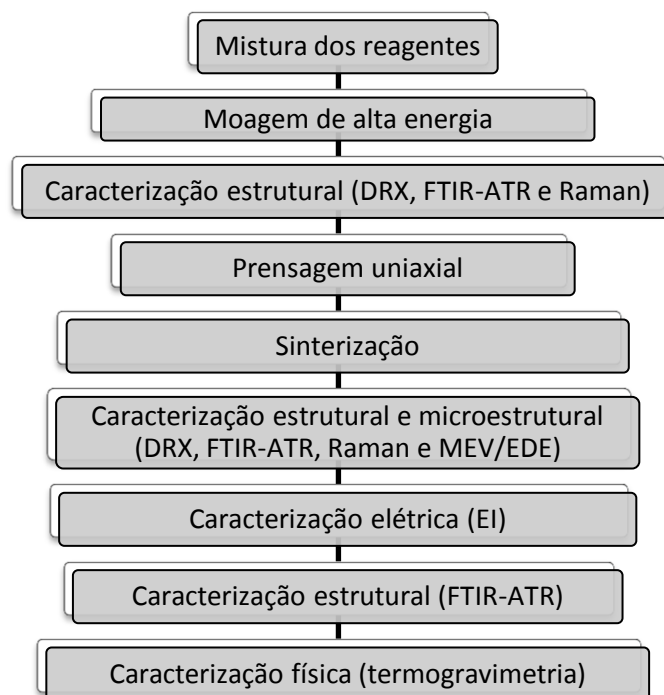 Mistura dos reagentes
Moagem de alta energia
Caracterização estrutural (DRX, FTIR-ATR e Raman)
Prensagem uniaxial
Sinterização
Caracterização estrutural e microestrutural
(DRX, FTIR-ATR, Raman e MEV/EDE)
Caracterização elétrica (EI)
Caracterização estrutural (FTIR-ATR)
Caracterização física (termogravimetria)